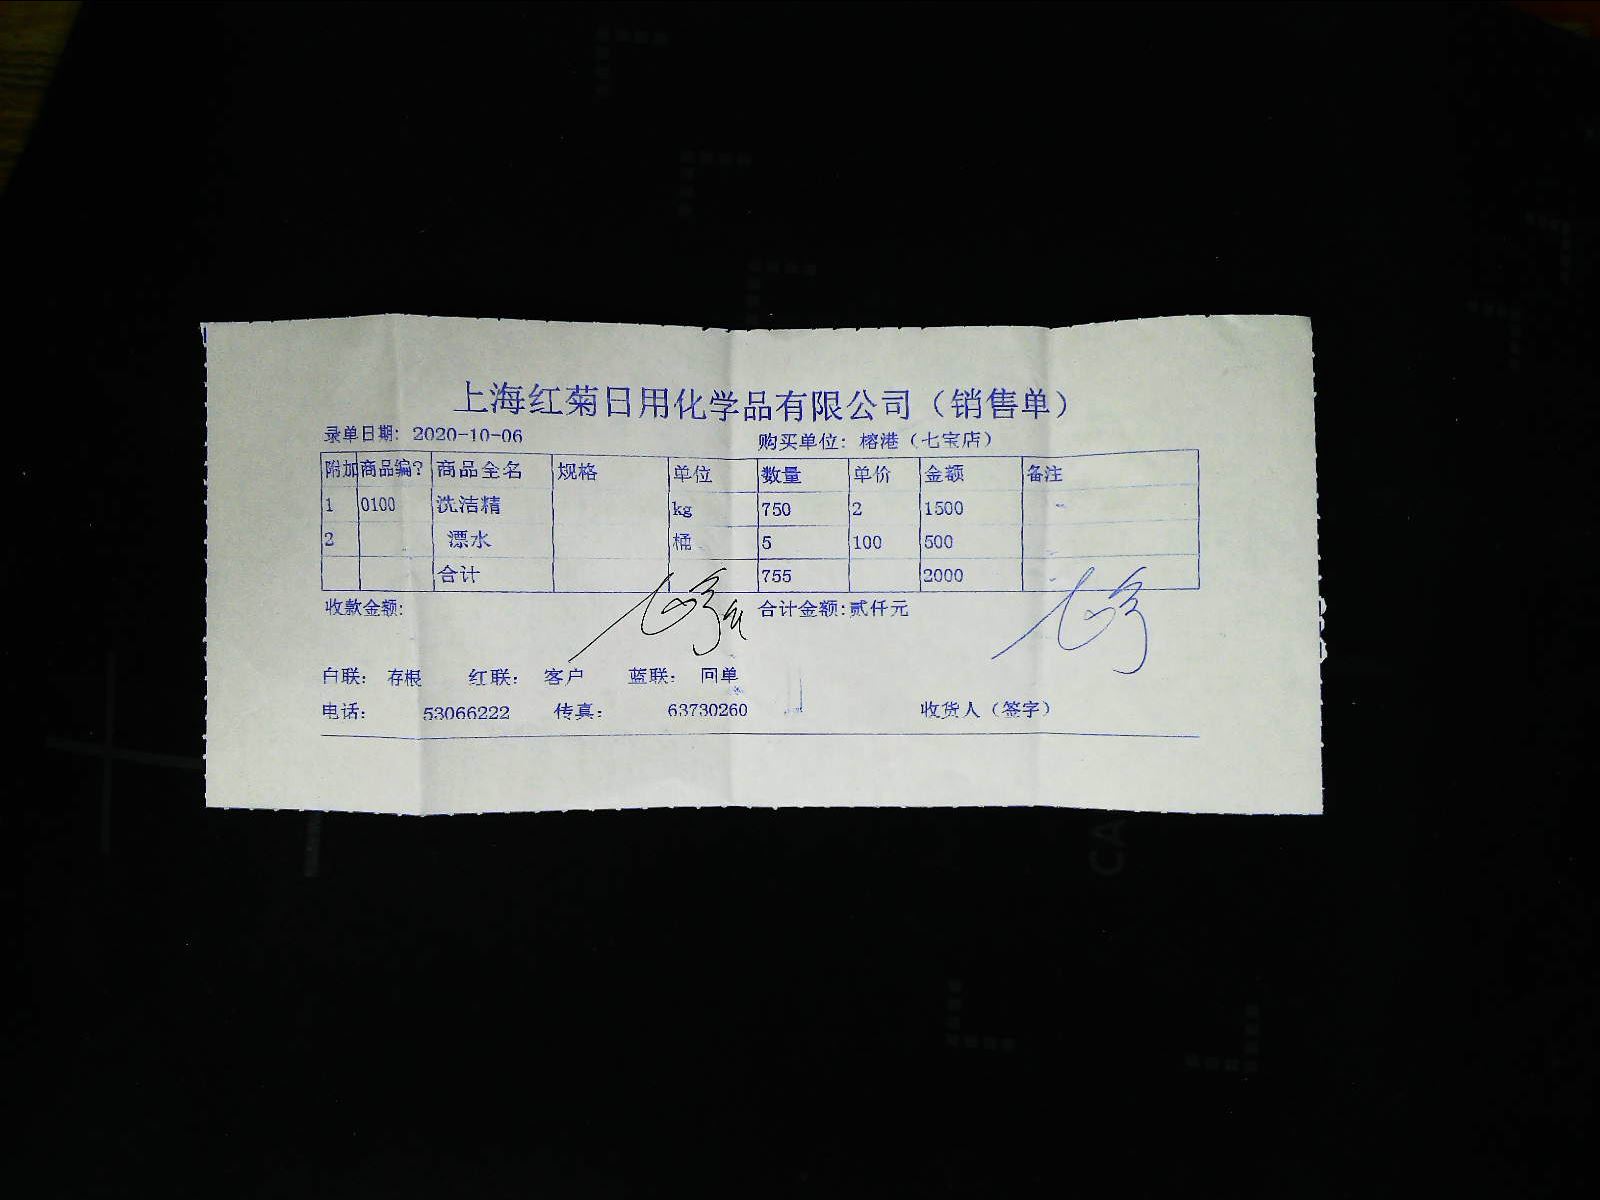 上海红菊日用化学品有限公司（销售单）
录单日期: 2020-10-06 购买单位: 榕港（七宝店）
附加 商品编? 商品全名 规格 单位 数量 单价 金额 备注
1 0100 洗洁精 kg 750 2 1500
2 漂水 桶 5 100 500
合计 755 2000
收款金额: 合计金额:贰仟元
白联: 存根 红联: 客户 蓝联: 回单
电话: 53066222 传真: 63730260 收货人（签字）
CA